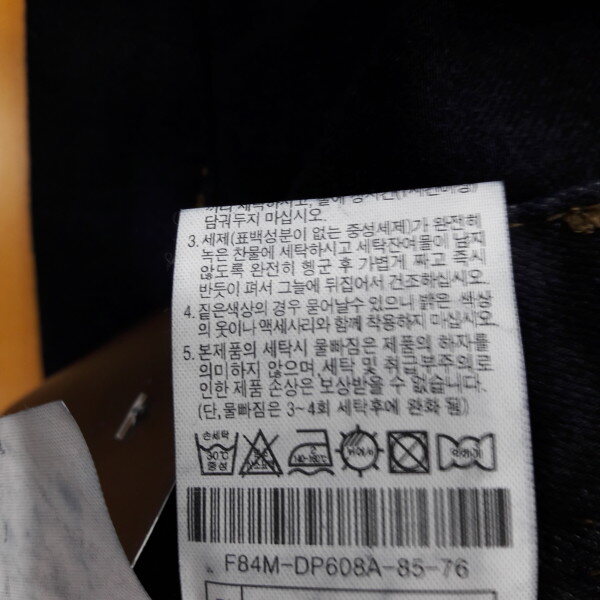 담궈두지 마십시오.
3. 세제(표백성분이 없는 중성세제)가 완전히
녹은 찬물에 세탁하시고 세탁잔여물이 남지
않도록 완전히 헹군 후 가볍게 짜고 즉시
반듯이 펴서 그늘에 뒤집어서 건조하십시오.
4. 짙은색상의 경우 묻어날수 있으니 밝은 색상
의 옷이나 액세사리와 함께 착용하지 마십시오.
5. 본제품의 세탁시 물빠짐은 제품의 하자를
의미하지 않으며, 세탁 및 취급부주의로
인한 제품 손상은 보상받을 수 없습니다.
(단, 물빠짐은 3~4회 세탁후에 완화 됨)
손세탁
30℃
중성
140~160℃
F84M-DP608A-85-76